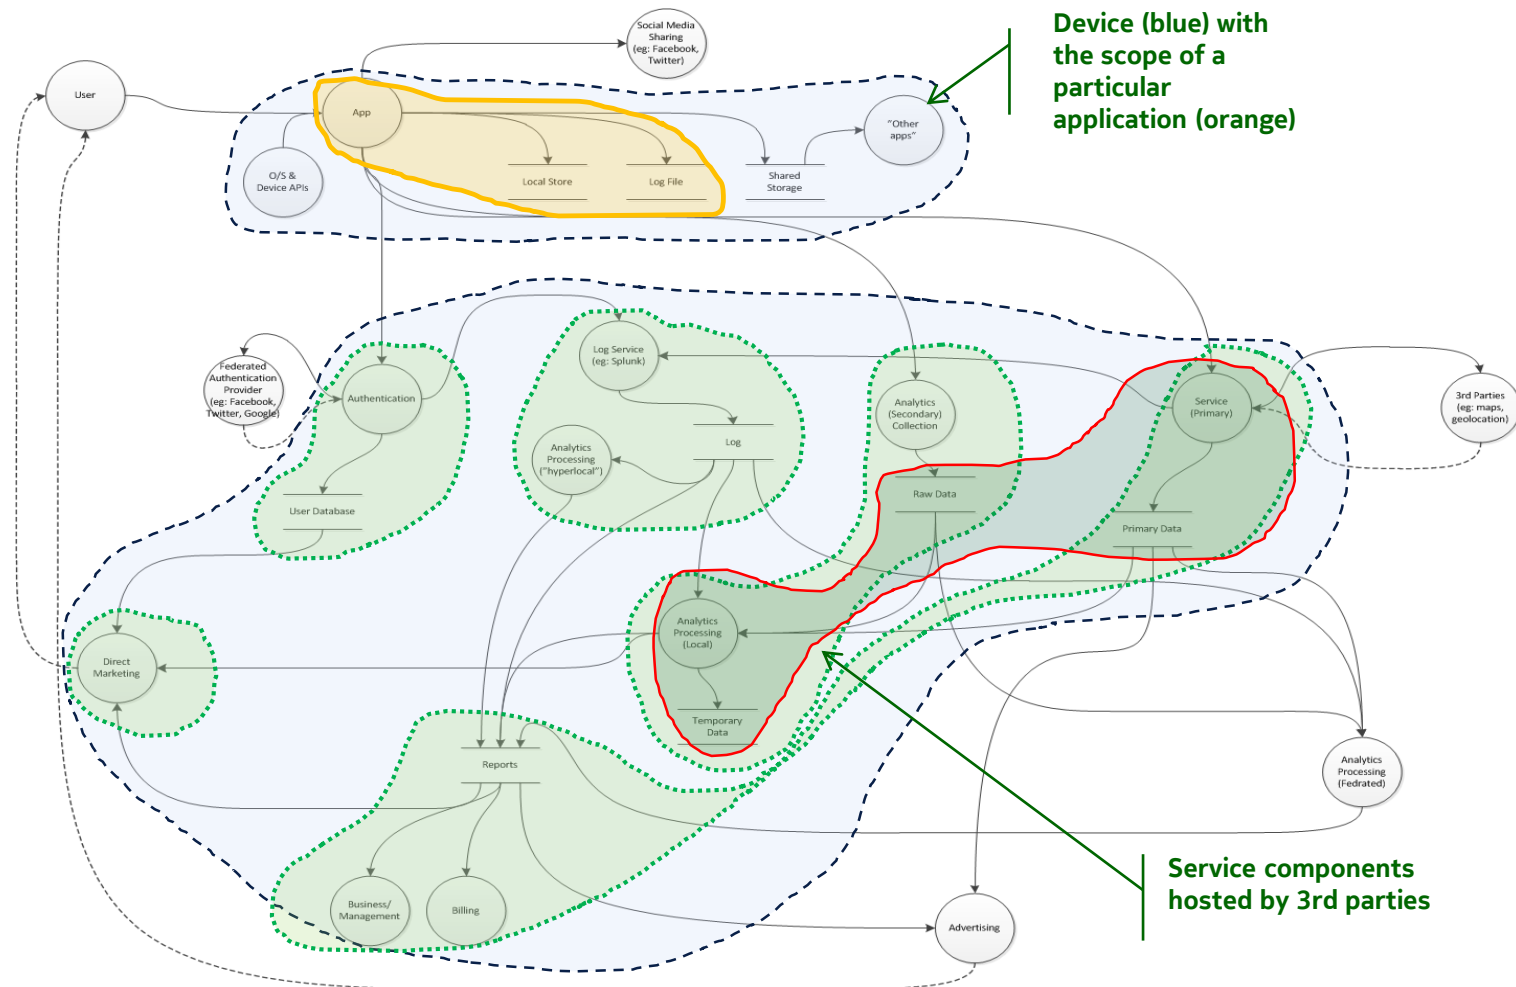 Social Media
Sharing
(eg: Facebook,
Twitter)
Device (blue) with
the scope of a
particular
application (orange)
User
App
"Other
apps"
O/S &
Device APIs
Local Store
Log File
Shared
Storage
Log Service
(eg: Splunk)
Federated
Authentication
Provider
(eg: Facebook,
Twitter, Google)
Authentication
Analytics
(Secondary)
Collection
Service
(Primary)
3rd Parties
(eg: maps,
geolocation)
Analytics
Processing
("hyperlocal")
Log
Raw Data
User Database
Primary Data
Analytics
Processing
(Local)
Direct
Marketing
Temporary
Data
Reports
Analytics
Processing
(Fedrated)
Service components
hosted by 3rd parties
Business/
Management
Billing
Advertising